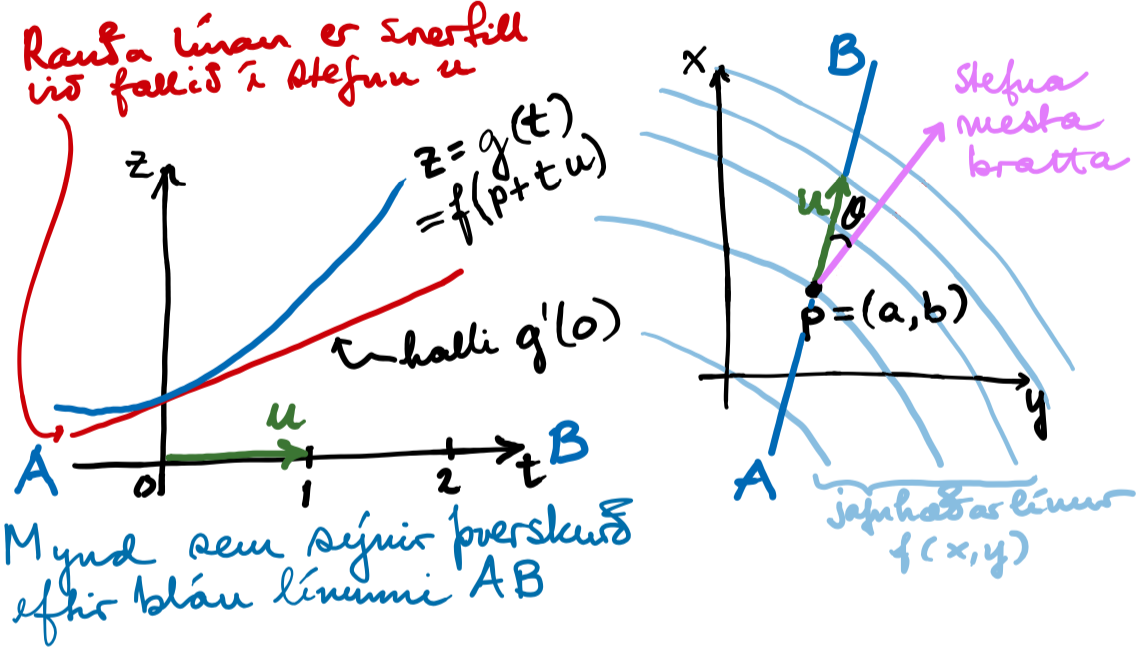 Rauða línan er snertill
við fallið í stefnu u
z
z = g(t)
= f(p+tu)
halli g'(0)
u
A
0
1
2
t
B
Mynd sem sýnir þverskurð
eftir bláu línunni AB
x
B
stefna
mesta
bratta
u
θ
p=(a,b)
y
A
jafnhæðarlínur
f(x,y)